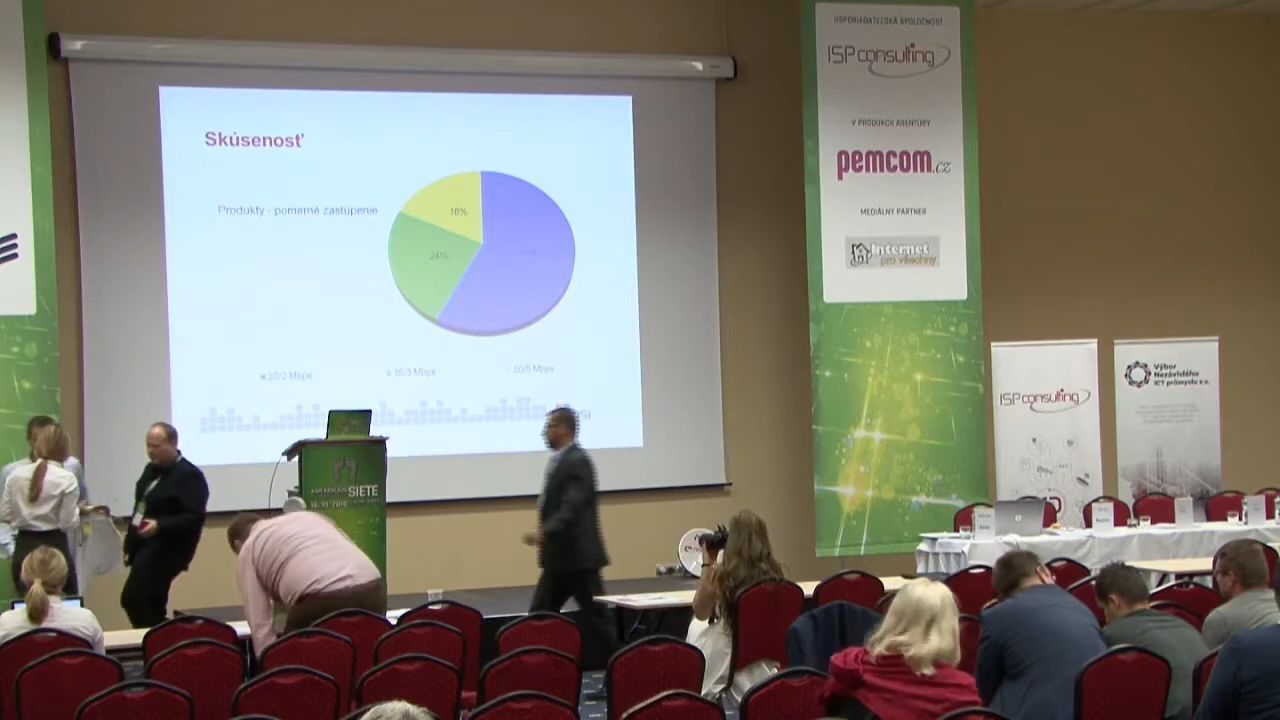 Skúsenosť
Produkty - pomerné zastúpenie
18%
24%
20/2 Mbps
35/3 Mbps
50/5 Mbps
USPORIADATEĽSKÁ SPOLOČNOSŤ
ISP consulting
V PRODUKCII AGENTÚRY
pemcom.cz
MEDIÁLNY PARTNER
Internet
pro všechny
SIETE
ISP consulting
Výbor
Nezávislého
ICT průmyslu z.s.